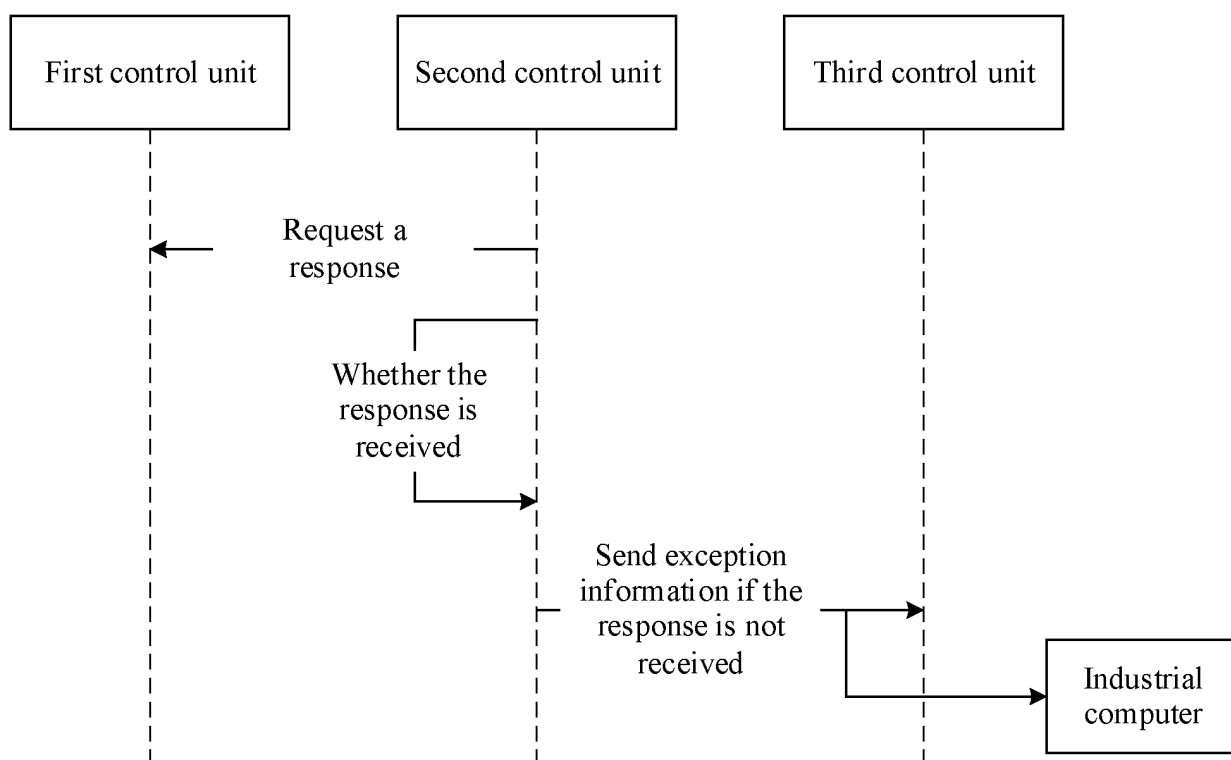 First control unit
Second control unit
Third control unit
Request a
response
Whether the
response is
received
Send exception
information if the
response is not
received
Industrial
computer